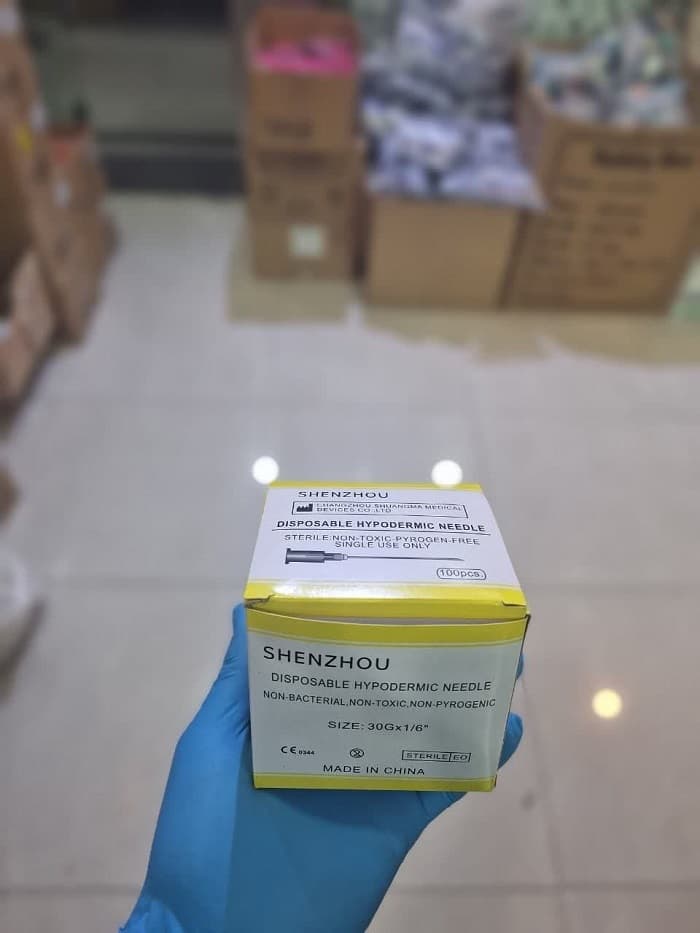 SHENZHOU
CHANGZHOU SHUANGMA MEDICAL
DEVICES CO.,LTD
DISPOSABLE HYPODERMIC NEEDLE
STERILE:NON-TOXIC-PYROGEN-FREE
SINGLE USE ONLY
100pcs.
SHENZHOU
DISPOSABLE HYPODERMIC NEEDLE
NON-BACTERIAL,NON-TOXIC,NON-PYROGENIC
SIZE: 30Gx1/6"
CE 0344
2
STERILE EO
MADE IN CHINA